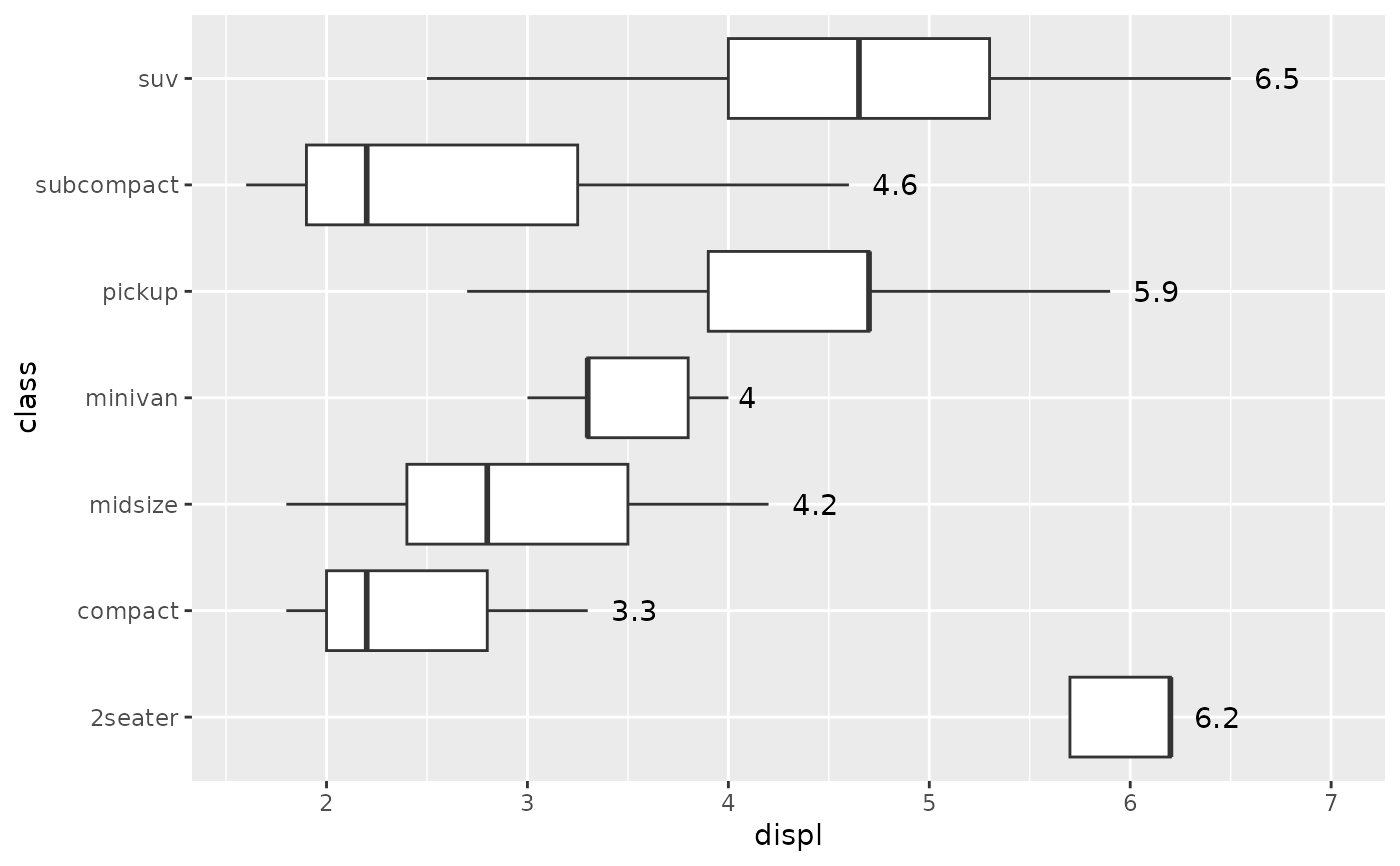 suv
6.5
subcompact
4.6
pickup
5.9
minivan
4
midsize
4.2
compact
3.3
2seater
6.2
class
2 3 4 5 6 7
displ